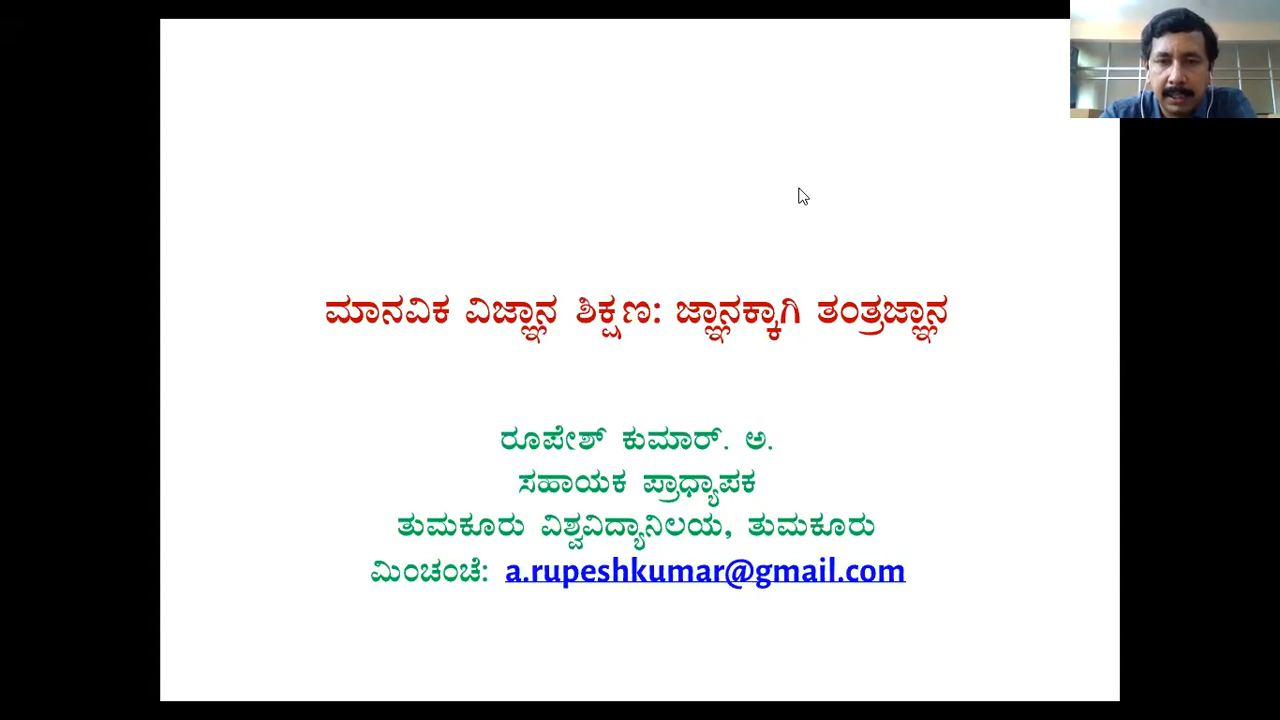 ಮಾನವಿಕ ವಿಜ್ಞಾನ ಶಿಕ್ಷಣ: ಜ್ಞಾನಕ್ಕಾಗಿ ತಂತ್ರಜ್ಞಾನ
ರೂಪೇಶ್ ಕುಮಾರ್. ಅ.
ಸಹಾಯಕ ಪ್ರಾಧ್ಯಾಪಕ
ತುಮಕೂರು ವಿಶ್ವವಿದ್ಯಾನಿಲಯ, ತುಮಕೂರು
ಮಿಂಚಂಚೆ: a.rupeshkumar@gmail.com